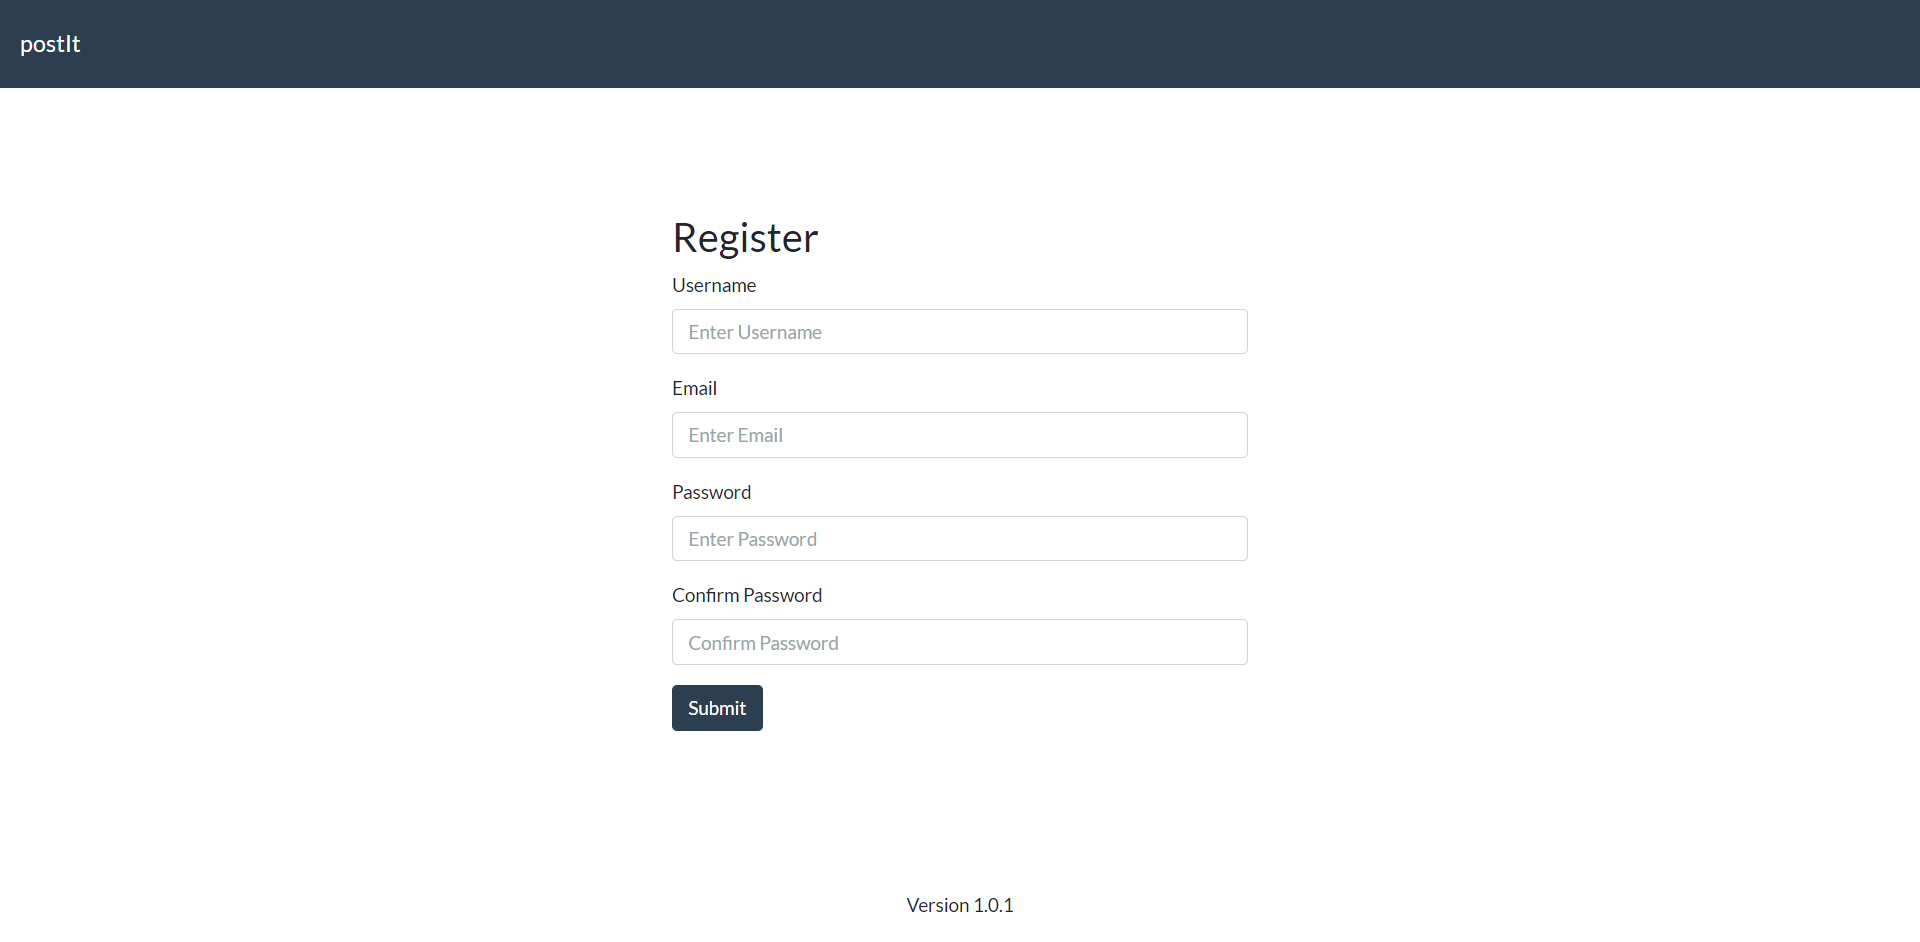 postIt
Register
Username
Enter Username
Email
Enter Email
Password
Enter Password
Confirm Password
Confirm Password
Submit
Version 1.0.1